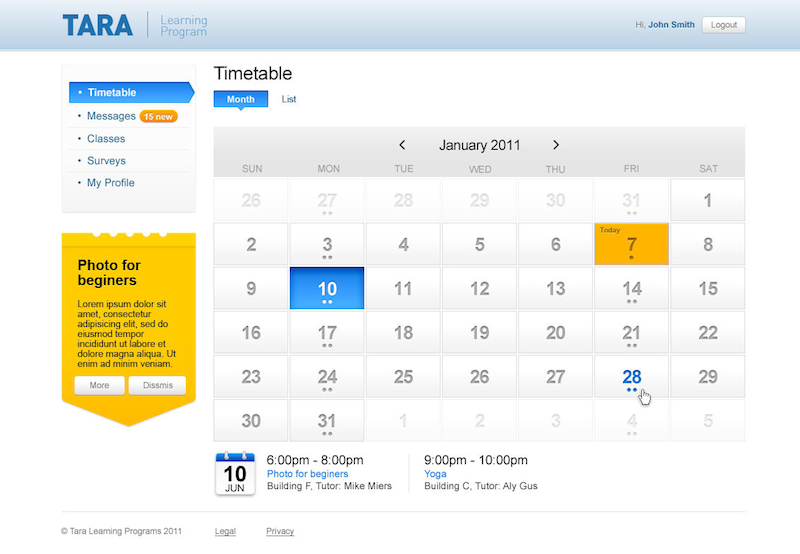 TARA
Learning
Program
Hi, John Smith
Logout
Timetable
Messages 15 new
Classes
Surveys
My Profile
Photo for
beginers
Lorem ipsum dolor sit
am, consectetur
adipisicing elit, sed do
eiusmod tempor
incididunt ut labore et
dolore magna aliqua. Ut
enim ad minim veniam.
More Dissmis
Timetable
Month List
< January 2011 >
SUN MON TUE WED THU FRI SAT
26 27 28 29 30 31 1
2 3 4 5 6 Today 7 8
9 10 11 12 13 14 15
16 17 18 19 20 21 22
23 24 25 26 27 28 29
30 31 1 2 3 4 5
10
JUN
6:00pm - 8:00pm
Photo for beginers
Building F, Tutor: Mike Miers
9:00pm - 10:00pm
Yoga
Building C, Tutor: Aly Gus
© Tara Learning Programs 2011 Legal Privacy